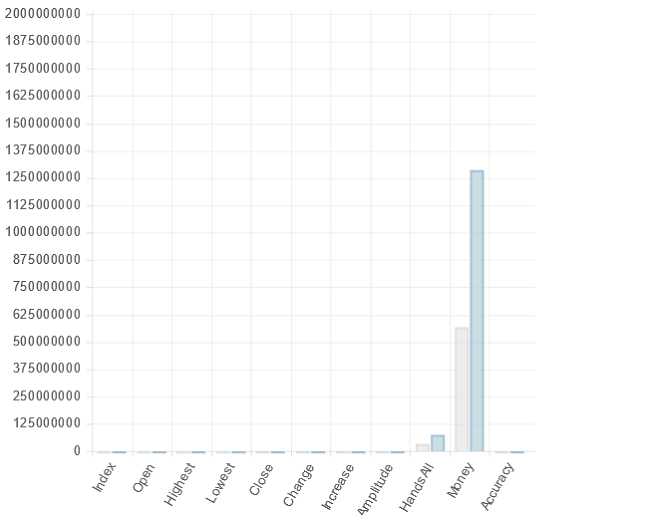 2000000000
1875000000
1750000000
1625000000
1500000000
1375000000
1250000000
1125000000
1000000000
875000000
750000000
625000000
500000000
375000000
250000000
125000000
0
Index
Open
Highest
Lowest
Close
Change
Increase
Amplitude
HandsAll
Money
Accuracy